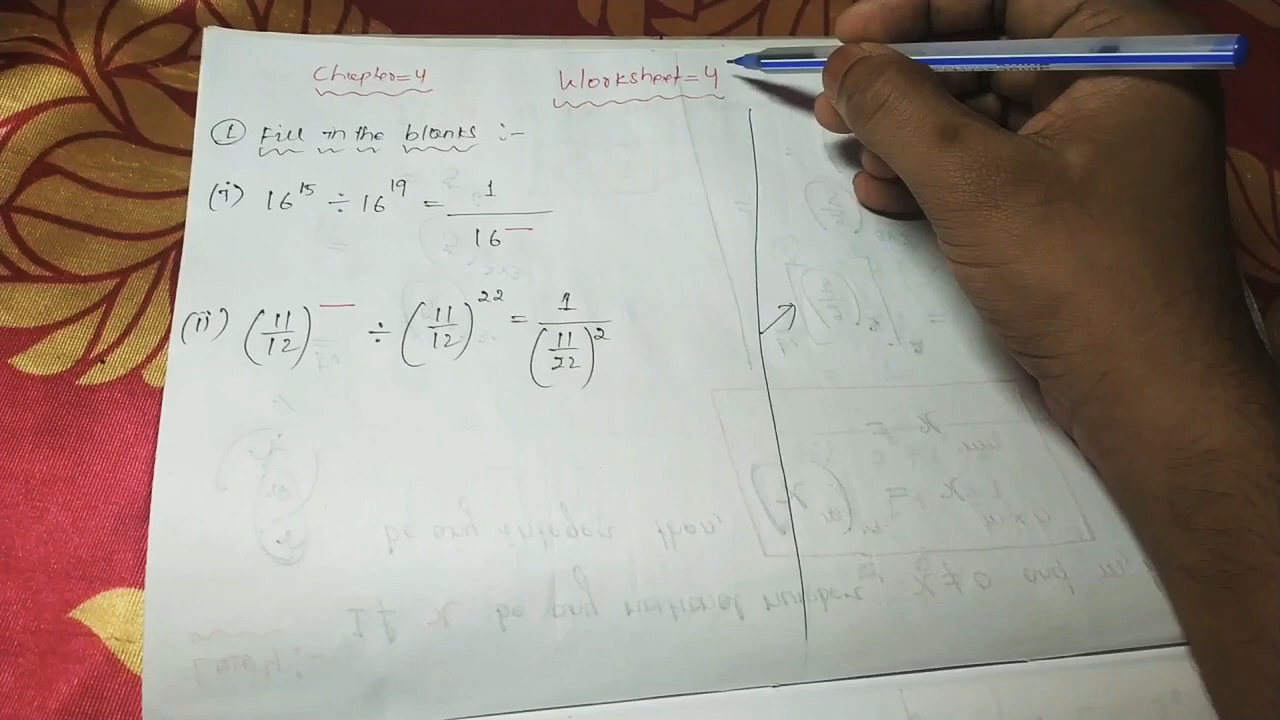 Chapter=4
Worksheet=4
① Fill in the blanks :-
(i) 16^15 ÷ 16^19 = 1/16^—
(ii) (11/12)^— ÷ (11/12)^22 = 1/(11/22)^2